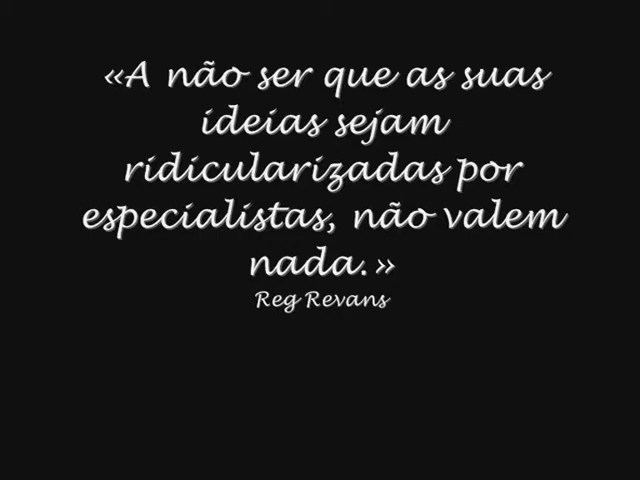 «A não ser que as suas
ideias sejam
ridicularizadas por
especialistas, não valem
nada.»
Reg Revans